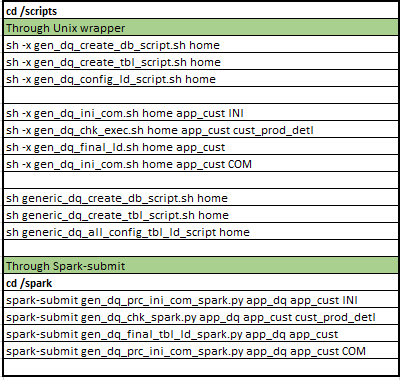 cd /scripts
Through Unix wrapper
sh -x gen_dq_create_db_script.sh home
sh -x gen_dq_create_tbl_script.sh home
sh -x gen_dq_config_ld_script.sh home
sh -x gen_dq_ini_com.sh home app_cust INI
sh -x gen_dq_chk_exec.sh home app_cust cust_prod_detl
sh -x gen_dq_final_ld.sh home app_cust
sh -x gen_dq_ini_com.sh home app_cust COM
sh generic_dq_create_db_script.sh home
sh generic_dq_create_tbl_script.sh home
sh generic_dq_all_config_tbl_ld_script home
Through Spark-submit
cd /spark
spark-submit gen_dq_prc_ini_com_spark.py app_dq app_cust INI
spark-submit gen_dq_chk_spark.py app_dq app_cust cust_prod_detl
spark-submit gen_dq_final_tbl_ld_spark.py app_dq app_cust
spark-submit gen_dq_prc_ini_com_spark.py app_dq app_cust COM